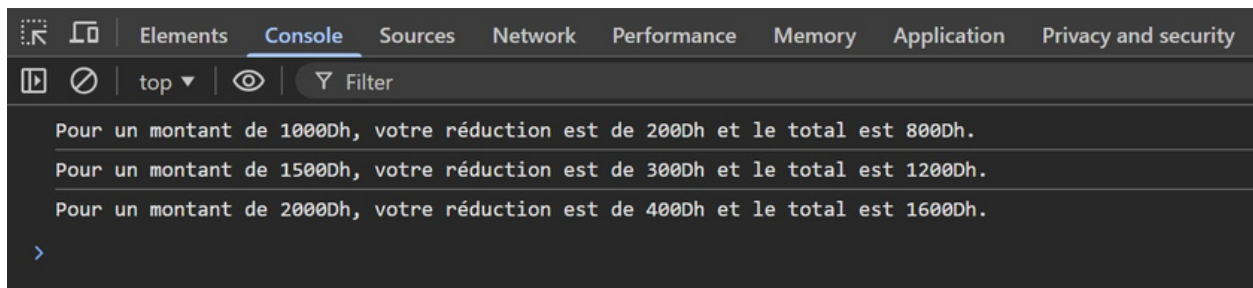 Elements Console Sources Network Performance Memory Application Privacy and security
top Filter
Pour un montant de 1000Dh, votre réduction est de 200Dh et le total est 800Dh.
Pour un montant de 1500Dh, votre réduction est de 300Dh et le total est 1200Dh.
Pour un montant de 2000Dh, votre réduction est de 400Dh et le total est 1600Dh.